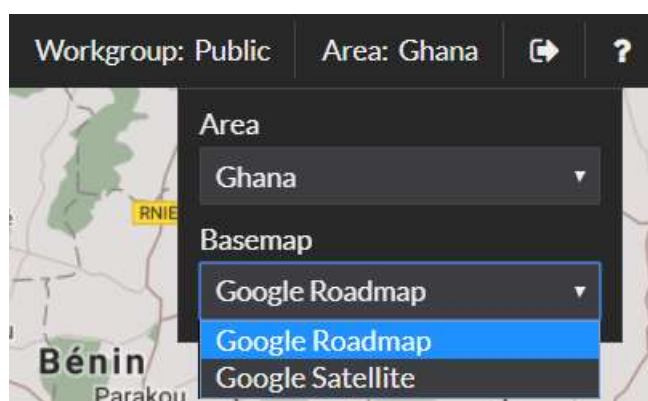 Workgroup: Public Area: Ghana ?
Area
Ghana
RNIE
Basemap
Google Roadmap
Google Roadmap
Google Satellite
Bénin
Parakou